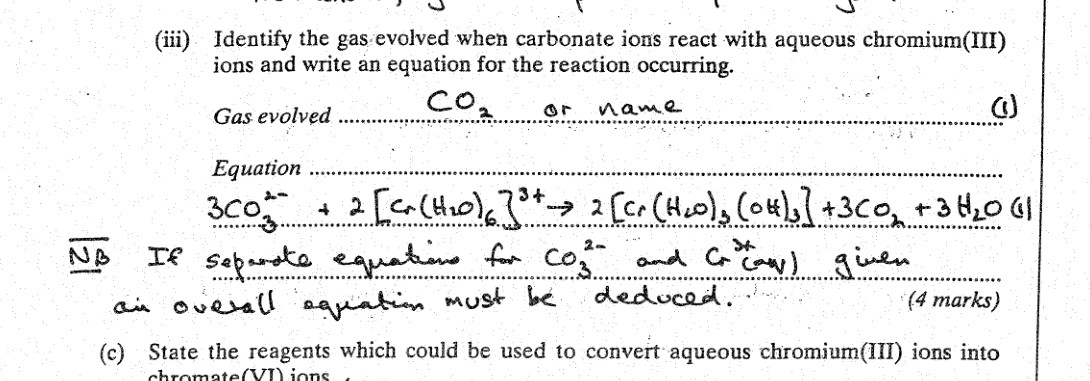 (iii) Identify the gas evolved when carbonate ions react with aqueous chromium(III)
ions and write an equation for the reaction occurring.
Gas evolved CO₂ or name (1)
Equation
3CO₃²⁻ + 2[Cr(H₂O)₆]³⁺ → 2[Cr(H₂O)₃(OH)₃] + 3CO₂ + 3H₂O (1)
NB If separate equations for CO₃²⁻ and Cr³⁺(aq) given
an overall equation must be deduced. (4 marks)
(c) State the reagents which could be used to convert aqueous chromium(III) ions into
chromate(VI) ions.